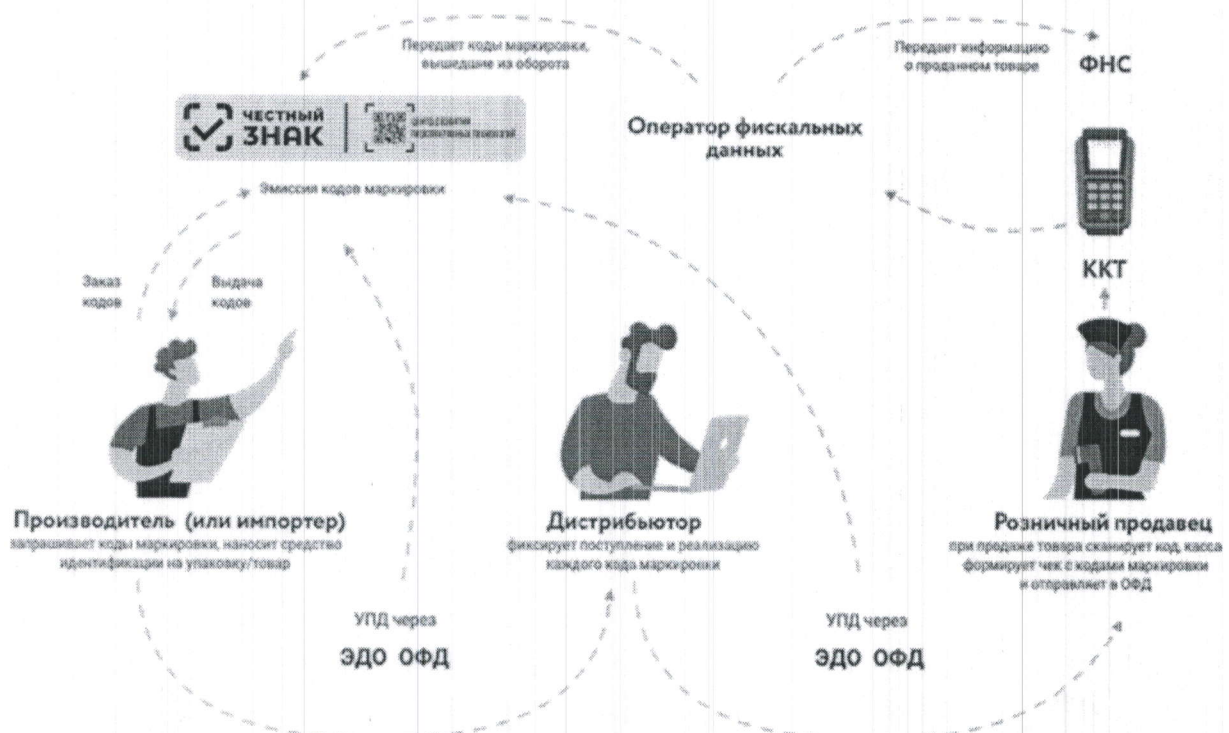 Передает коды маркировки,
вышедшие из оборота
Передает информацию
о проданном товаре
ФНС
ЧЕСТНЫЙ
ЗНАК
Оператор фискальных
данных
Эмиссия кодов маркировки
ККТ
Заказ
кодов
Выдача
кодов
Производитель (или импортер)
запрашивает коды маркировки, наносит средство
идентификации на упаковку/товар
Дистрибьютор
фиксирует поступление и реализацию
каждого кода маркировки
Розничный продавец
при продаже товара сканирует код, касса
формирует чек с кодами маркировки
и отправляет в ОФД
УПД через
ЭДО ОФД
УПД через
ЭДО ОФД